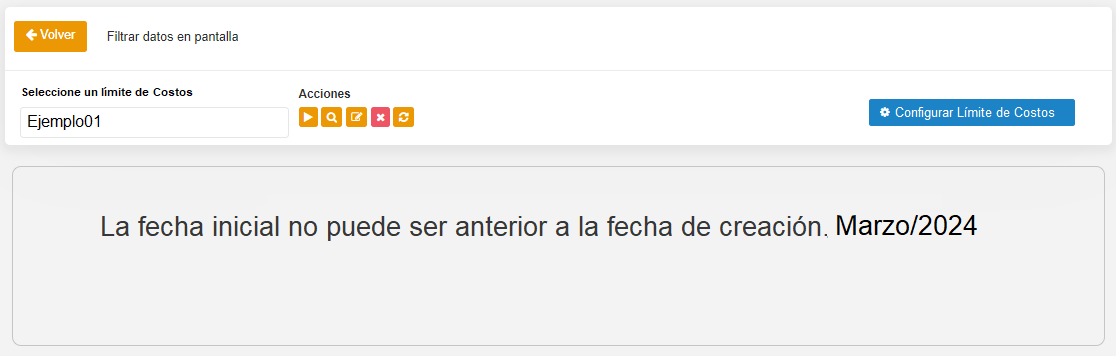 Volver
Filtrar datos en pantalla
Seleccione un límite de Costos
Acciones
Ejemplo01
Configurar Límite de Costos
La fecha inicial no puede ser anterior a la fecha de creación. Marzo/2024